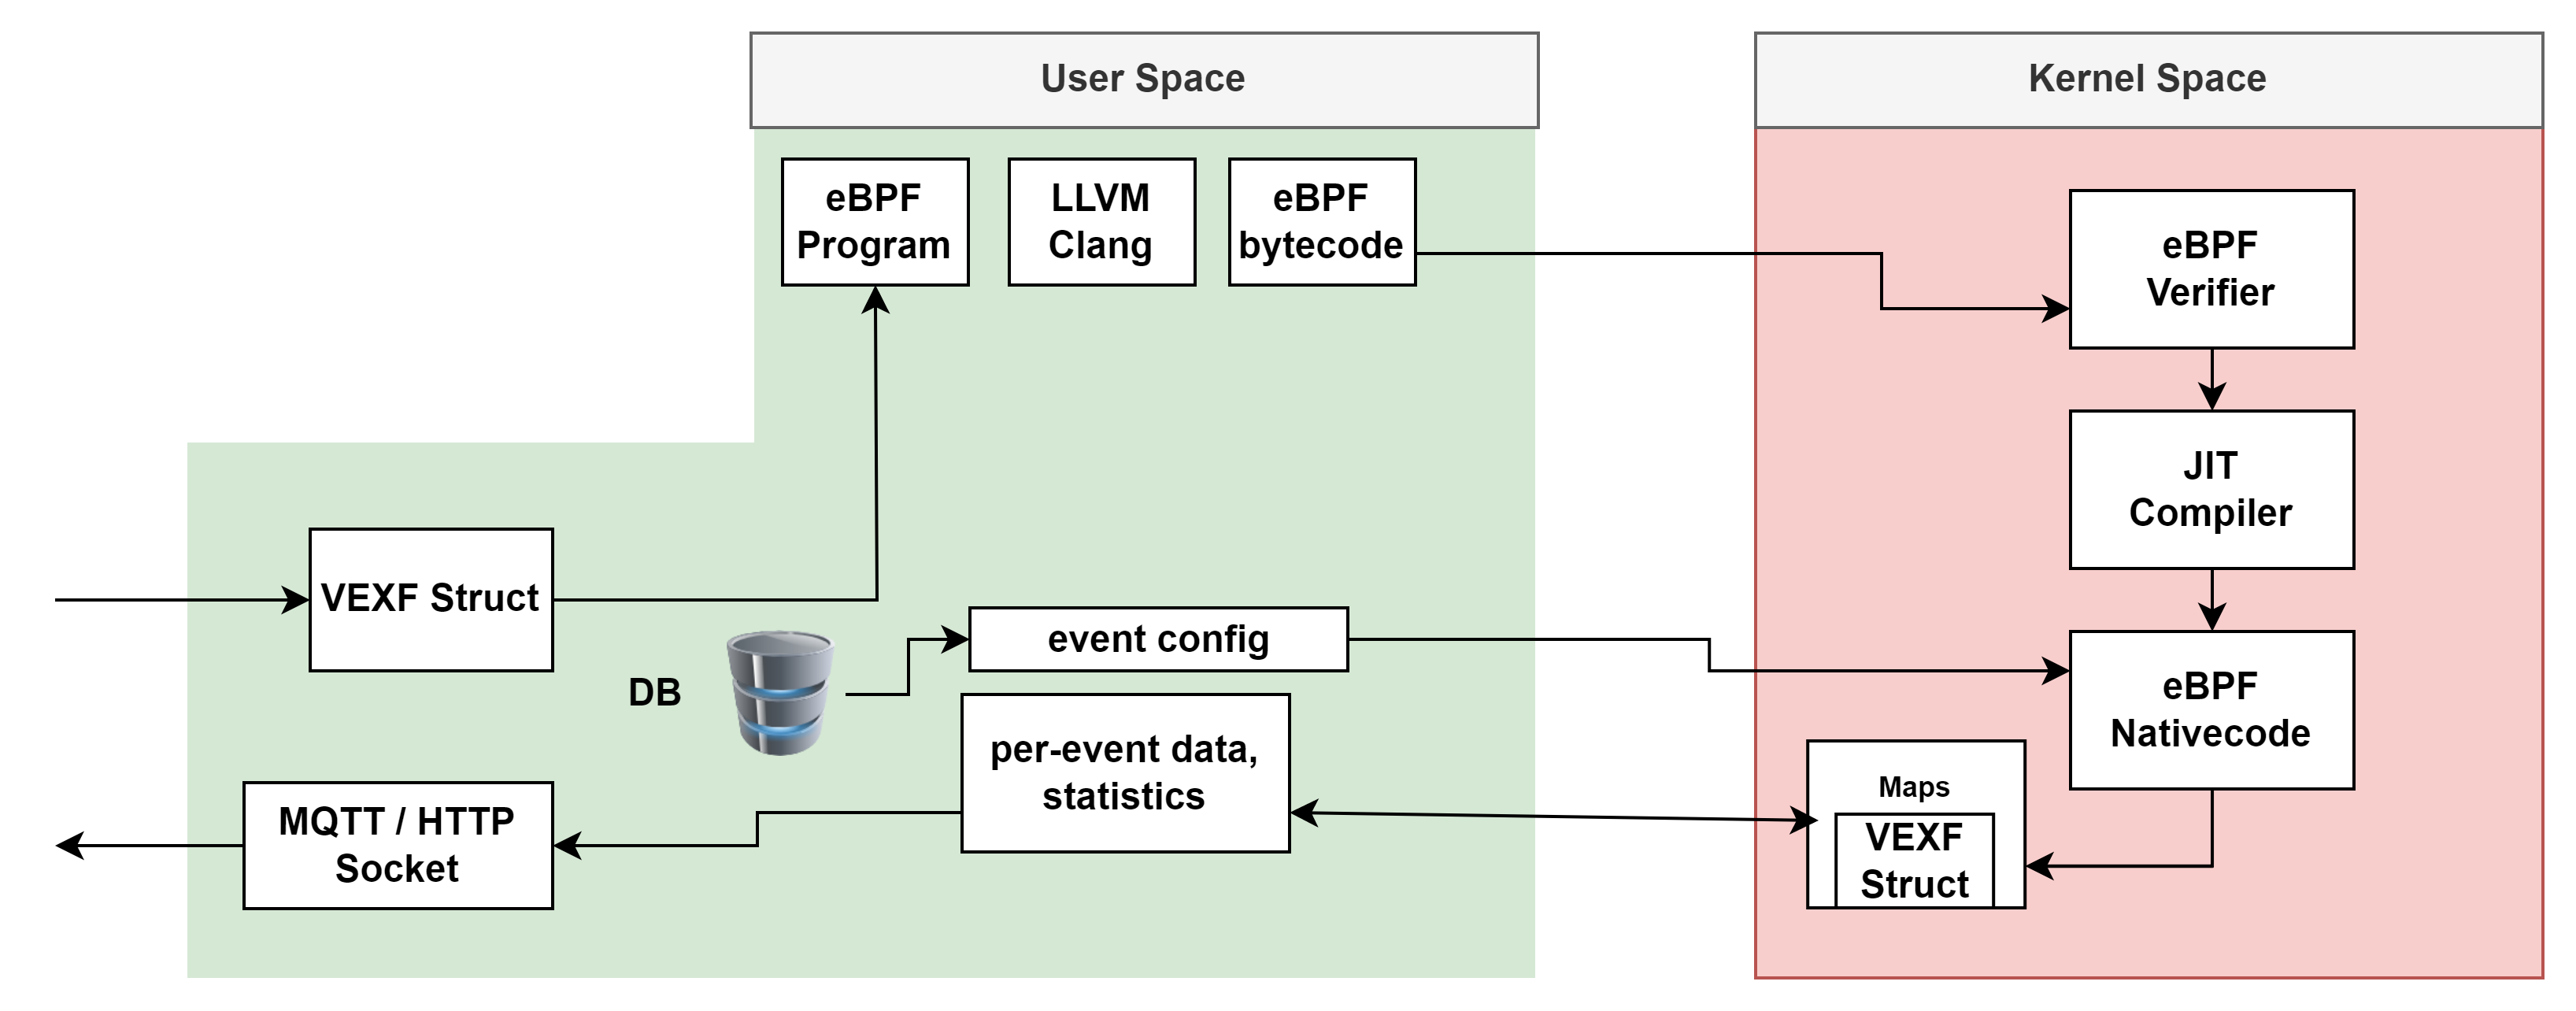 User Space
Kernel Space
eBPF
Program
LLVM
Clang
eBPF
bytecode
eBPF
Verifier
JIT
Compiler
VEXF Struct
event config
DB
eBPF
Nativecode
per-event data,
statistics
Maps
VEXF
Struct
MQTT / HTTP
Socket